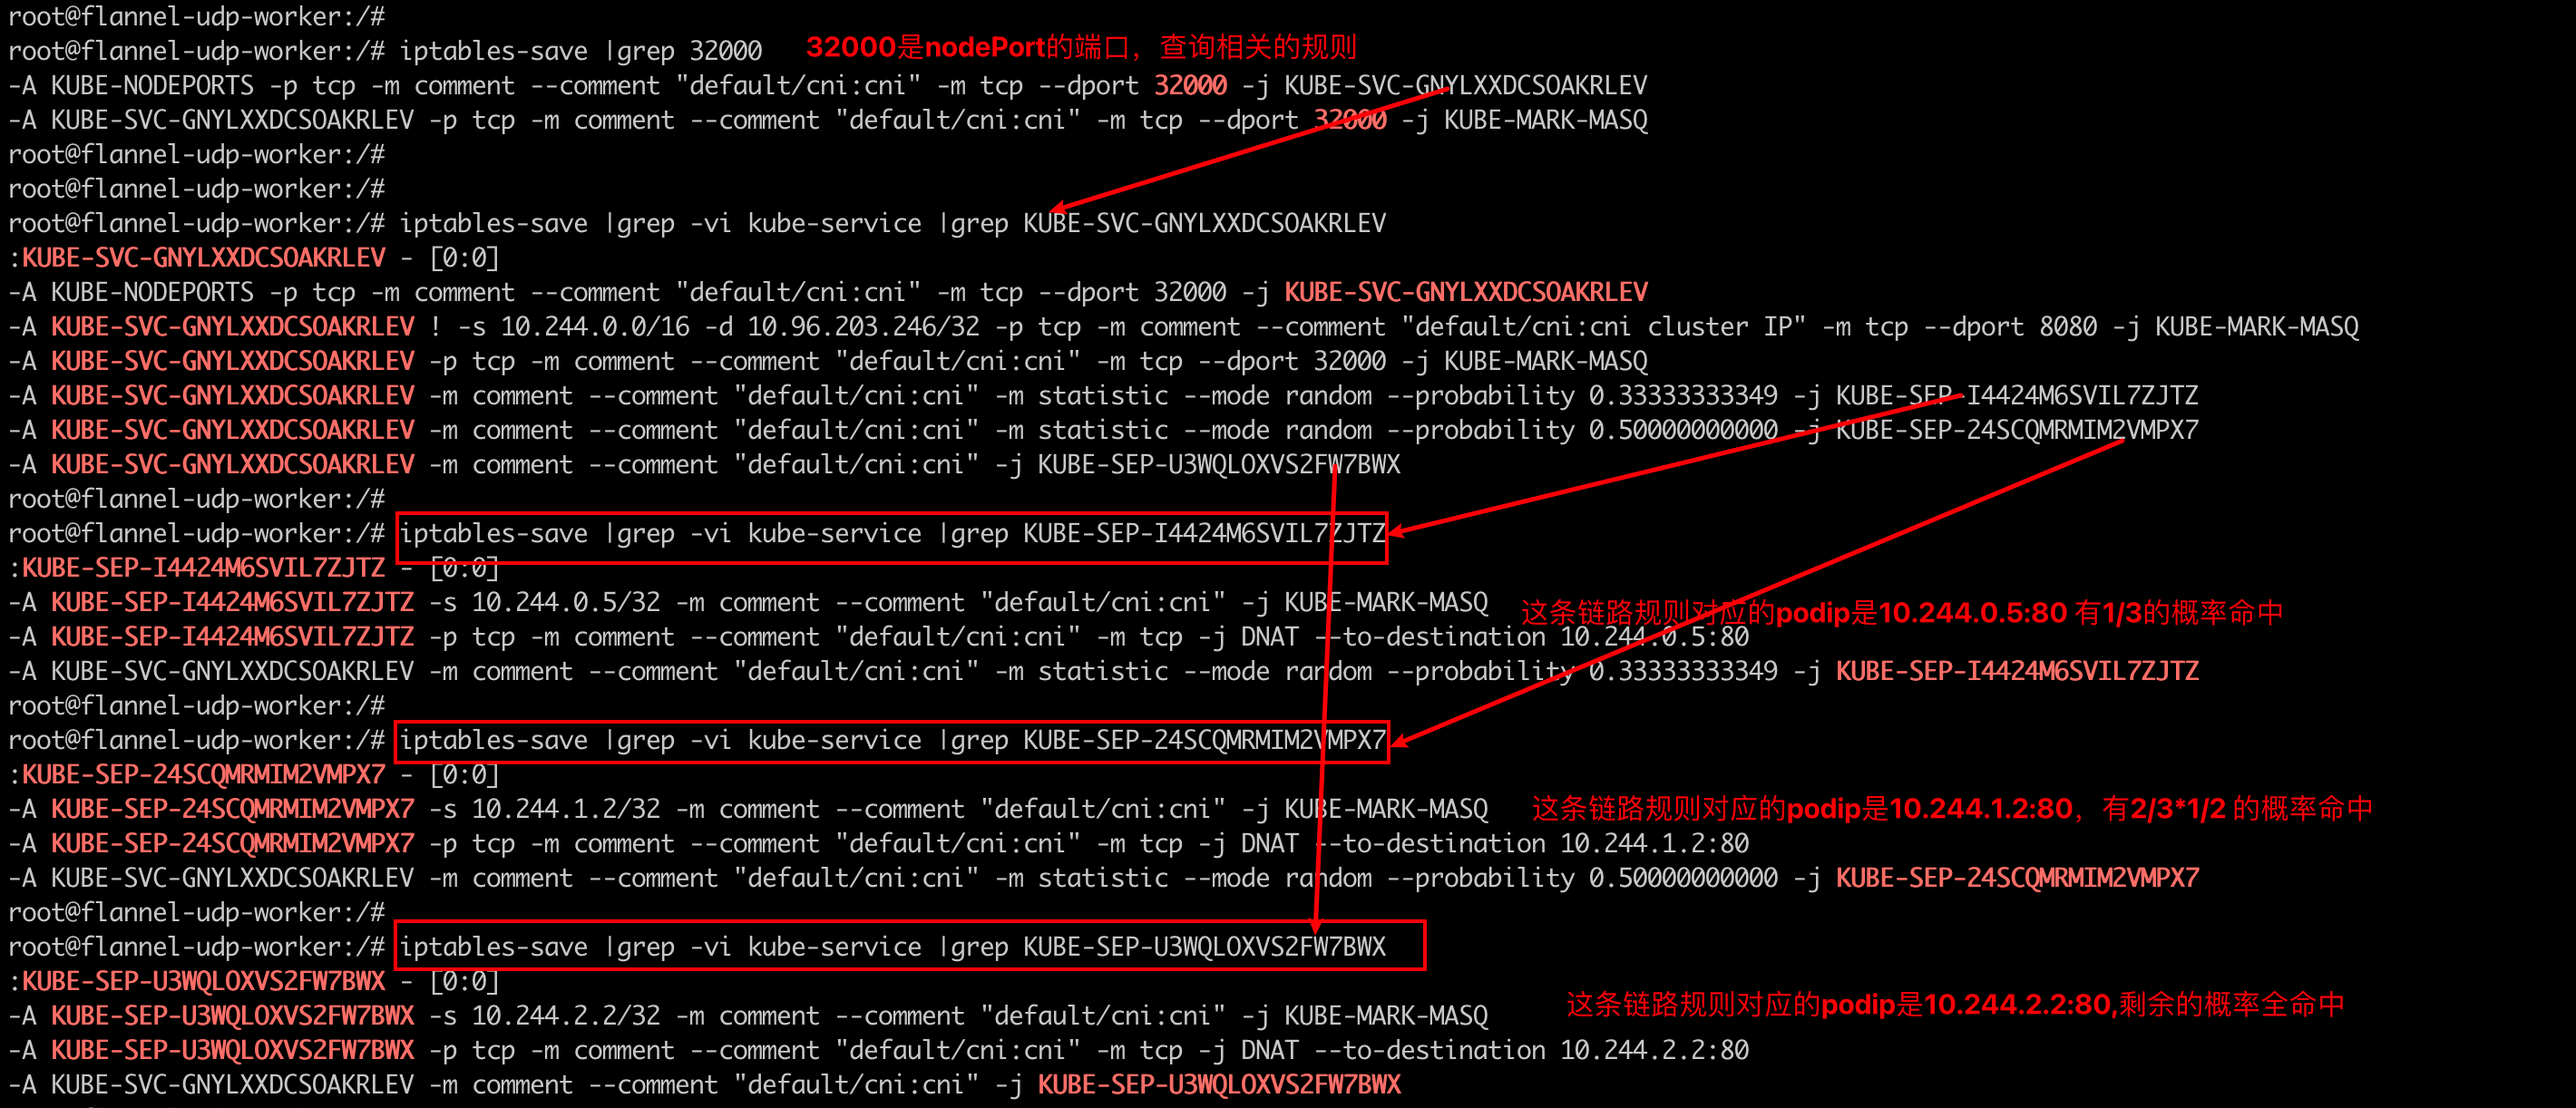 root@flannel-udp-worker:/#
root@flannel-udp-worker:/# iptables-save |grep 32000 32000是nodePort的端口，查询相关的规则
-A KUBE-NODEPORTS -p tcp -m comment --comment "default/cni:cni" -m tcp --dport 32000 -j KUBE-SVC-GNYLXXDCSOAKRLEV
-A KUBE-SVC-GNYLXXDCSOAKRLEV -p tcp -m comment --comment "default/cni:cni" -m tcp --dport 32000 -j KUBE-MARK-MASQ
root@flannel-udp-worker:/#
root@flannel-udp-worker:/#
root@flannel-udp-worker:/# iptables-save |grep -vi kube-service |grep KUBE-SVC-GNYLXXDCSOAKRLEV
:KUBE-SVC-GNYLXXDCSOAKRLEV - [0:0]
-A KUBE-NODEPORTS -p tcp -m comment --comment "default/cni:cni" -m tcp --dport 32000 -j KUBE-SVC-GNYLXXDCSOAKRLEV
-A KUBE-SVC-GNYLXXDCSOAKRLEV ! -s 10.244.0.0/16 -d 10.96.203.246/32 -p tcp -m comment --comment "default/cni:cni cluster IP" -m tcp --dport 8080 -j KUBE-MARK-MASQ
-A KUBE-SVC-GNYLXXDCSOAKRLEV -p tcp -m comment --comment "default/cni:cni" -m tcp --dport 32000 -j KUBE-MARK-MASQ
-A KUBE-SVC-GNYLXXDCSOAKRLEV -m comment --comment "default/cni:cni" -m statistic --mode random --probability 0.33333333349 -j KUBE-SEP-I4424M6SVIL7ZJTZ
-A KUBE-SVC-GNYLXXDCSOAKRLEV -m comment --comment "default/cni:cni" -m statistic --mode random --probability 0.50000000000 -j KUBE-SEP-24SCQMRMIM2VMPX7
-A KUBE-SVC-GNYLXXDCSOAKRLEV -m comment --comment "default/cni:cni" -j KUBE-SEP-U3WQLOXVS2FW7BWX
root@flannel-udp-worker:/#
root@flannel-udp-worker:/# iptables-save |grep -vi kube-service |grep KUBE-SEP-I4424M6SVIL7ZJTZ
:KUBE-SEP-I4424M6SVIL7ZJTZ - [0:0]
-A KUBE-SEP-I4424M6SVIL7ZJTZ -s 10.244.0.5/32 -m comment --comment "default/cni:cni" -j KUBE-MARK-MASQ 这条链路规则对应的podip是10.244.0.5:80 有1/3的概率命中
-A KUBE-SEP-I4424M6SVIL7ZJTZ -p tcp -m comment --comment "default/cni:cni" -m tcp -j DNAT --to-destination 10.244.0.5:80
-A KUBE-SVC-GNYLXXDCSOAKRLEV -m comment --comment "default/cni:cni" -m statistic --mode random --probability 0.33333333349 -j KUBE-SEP-I4424M6SVIL7ZJTZ
root@flannel-udp-worker:/#
root@flannel-udp-worker:/# iptables-save |grep -vi kube-service |grep KUBE-SEP-24SCQMRMIM2VMPX7
:KUBE-SEP-24SCQMRMIM2VMPX7 - [0:0]
-A KUBE-SEP-24SCQMRMIM2VMPX7 -s 10.244.1.2/32 -m comment --comment "default/cni:cni" -j KUBE-MARK-MASQ 这条链路规则对应的podip是10.244.1.2:80，有2/3*1/2 的概率命中
-A KUBE-SEP-24SCQMRMIM2VMPX7 -p tcp -m comment --comment "default/cni:cni" -m tcp -j DNAT --to-destination 10.244.1.2:80
-A KUBE-SVC-GNYLXXDCSOAKRLEV -m comment --comment "default/cni:cni" -m statistic --mode random --probability 0.50000000000 -j KUBE-SEP-24SCQMRMIM2VMPX7
root@flannel-udp-worker:/#
root@flannel-udp-worker:/# iptables-save |grep -vi kube-service |grep KUBE-SEP-U3WQLOXVS2FW7BWX
:KUBE-SEP-U3WQLOXVS2FW7BWX - [0:0]
-A KUBE-SEP-U3WQLOXVS2FW7BWX -s 10.244.2.2/32 -m comment --comment "default/cni:cni" -j KUBE-MARK-MASQ 这条链路规则对应的podip是10.244.2.2:80,剩余的概率全命中
-A KUBE-SEP-U3WQLOXVS2FW7BWX -p tcp -m comment --comment "default/cni:cni" -m tcp -j DNAT --to-destination 10.244.2.2:80
-A KUBE-SVC-GNYLXXDCSOAKRLEV -m comment --comment "default/cni:cni" -j KUBE-SEP-U3WQLOXVS2FW7BWX